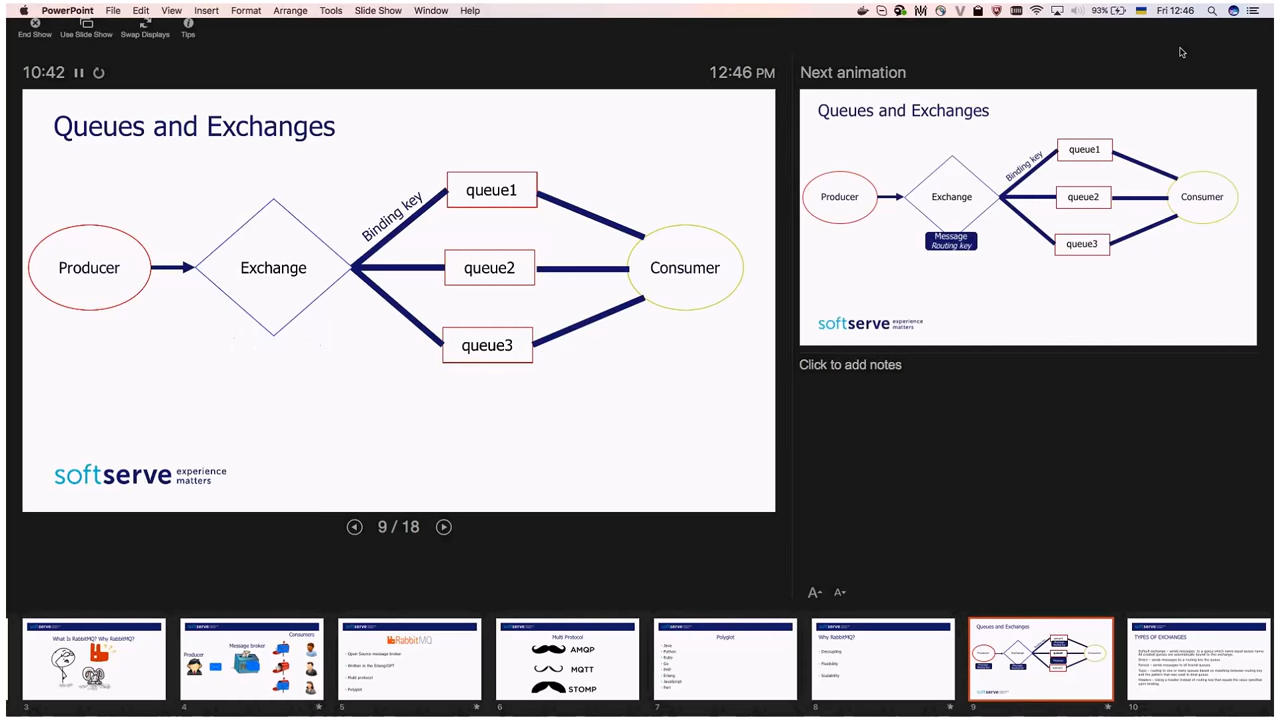 PowerPoint File Edit View Insert Format Arrange Tools Slide Show Window Help 93% Fri 12:46
End Show Use Slide Show Swap Displays Tips
10:42 12:46 PM
Queues and Exchanges
Binding key
queue1
Producer
Exchange
queue2
Consumer
queue3
softserve experience matters
9 / 18
Next animation
Queues and Exchanges
Binding key
queue1
Producer
Exchange
queue2
Consumer
Message
Routing key
queue3
softserve experience matters
Click to add notes
A A
What Is RabbitMQ? Why RabbitMQ?
3
Consumers
Message broker
Producer
4
RabbitMQ
- Open Source message broker
- Written in the Erlang/OPT
- Multi protocol
- Polyglot
5
Multi Protocol
AMQP
MQTT
STOMP
6
Polyglot
- Java
- Python
- Ruby
- Go
- PHP
- Erlang
- JavaScript
7
Why RabbitMQ?
- Decoupling
- Flexibility
- Scalability
8
Queues and Exchanges
9
TYPES OF EXCHANGES
10